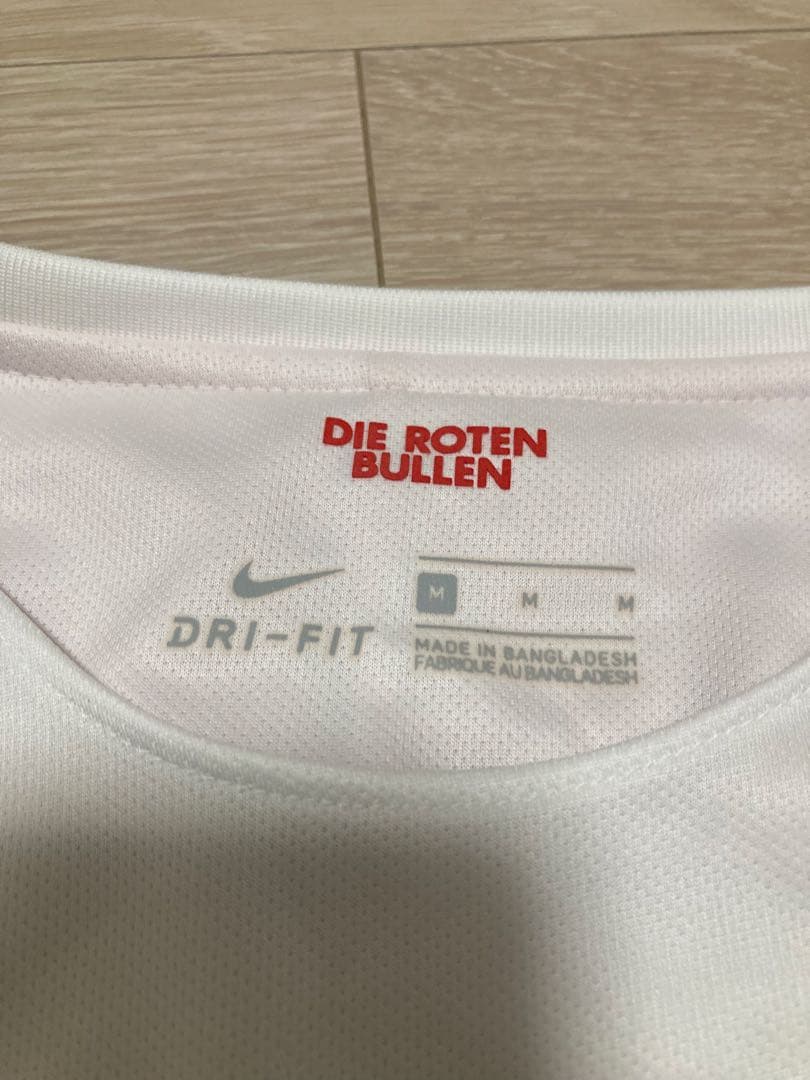 DIE ROTEN
BULLEN
DRI-FIT
M M M
MADE IN BANGLADESH
FABRIQUE AU BANGLADESH